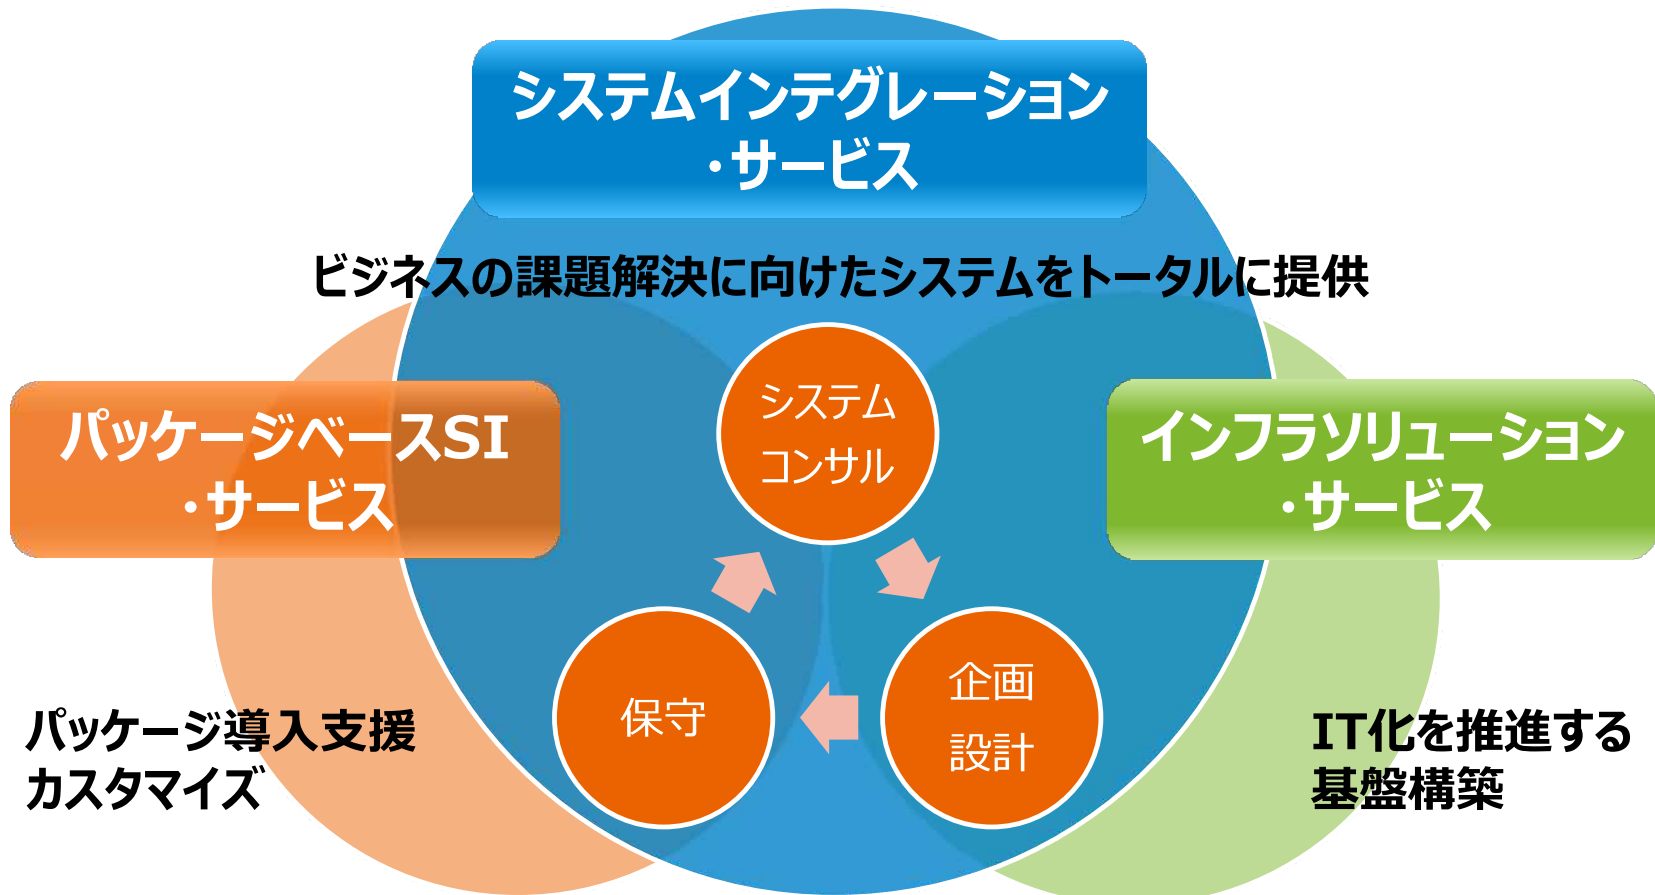 システムインテグレーション
・サービス
ビジネスの課題解決に向けたシステムをトータルに提供
システム
コンサル
パッケージベースSI
・サービス
インフラソリューション
・サービス
企画
設計
保守
パッケージ導入支援
カスタマイズ
IT化を推進する
基盤構築